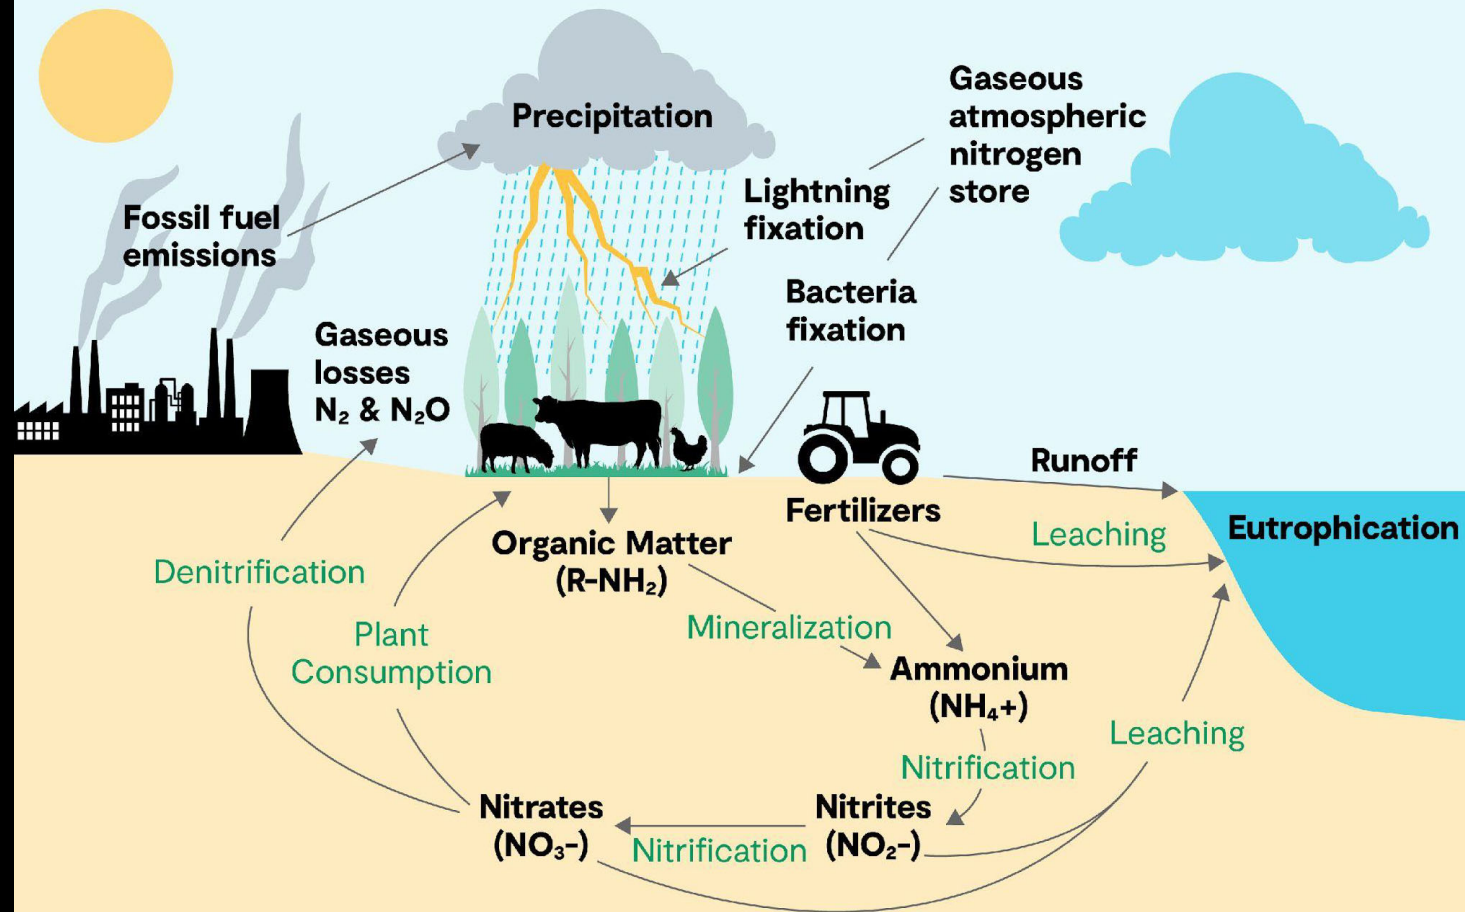 Precipitation
Gaseous
atmospheric
nitrogen
store
Lightning
fixation
Fossil fuel
emissions
Bacteria
fixation
Gaseous
losses
N₂ & N₂O
Runoff
Fertilizers
Leaching
Eutrophication
Organic Matter
(R-NH₂)
Denitrification
Plant
Consumption
Mineralization
Ammonium
(NH₄+)
Leaching
Nitrification
Nitrates
(NO₃-)
Nitrification
Nitrites
(NO₂-)